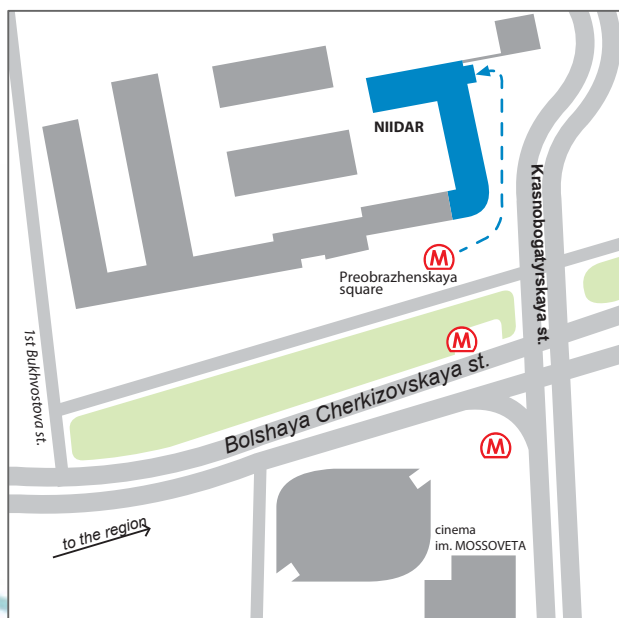 NIIDAR
Krasnobogatyrskaya st.
M
Preobrazhenskaya
square
M
1st Bukhvostova st.
Bolshaya Cherkizovskaya st.
M
to the region
cinema
im. MOSSOVETA